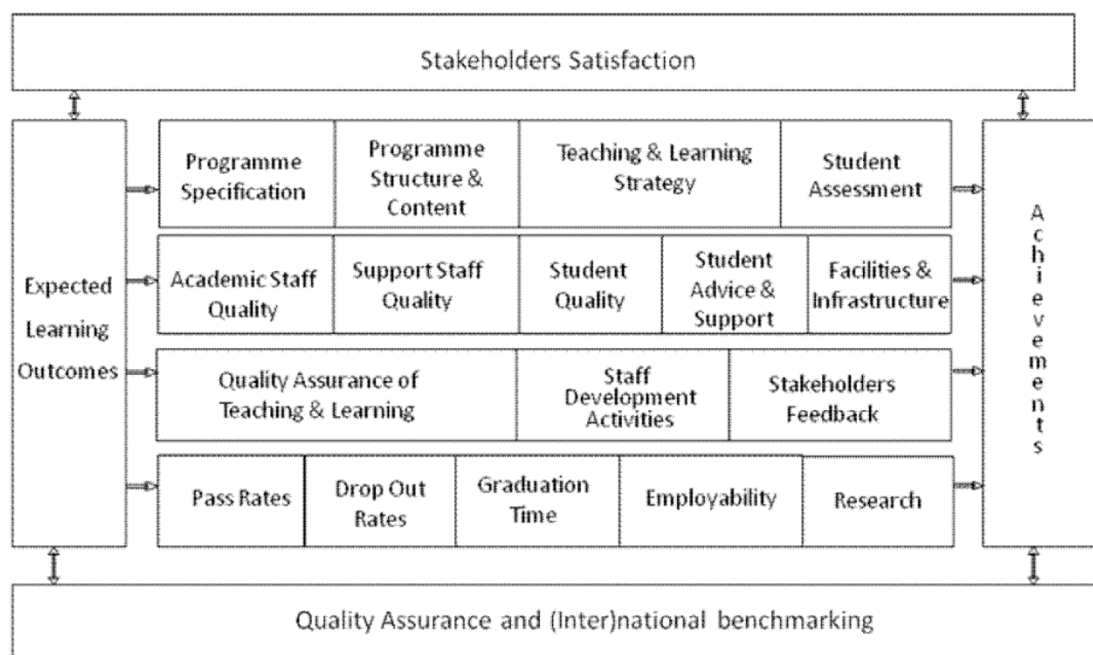 Stakeholders Satisfaction
Programme
Specification
Programme
Structure &
Content
Teaching & Learning
Strategy
Student
Assessment
Expected
Learning
Outcomes
Academic Staff
Quality
Support Staff
Quality
Student
Quality
Student
Advice &
Support
Facilities &
Infrastructure
Quality Assurance of
Teaching & Learning
Staff
Development
Activities
Stakeholders
Feedback
Pass Rates
Drop Out
Rates
Graduation
Time
Employability
Research
Achievements
Quality Assurance and (Inter)national benchmarking